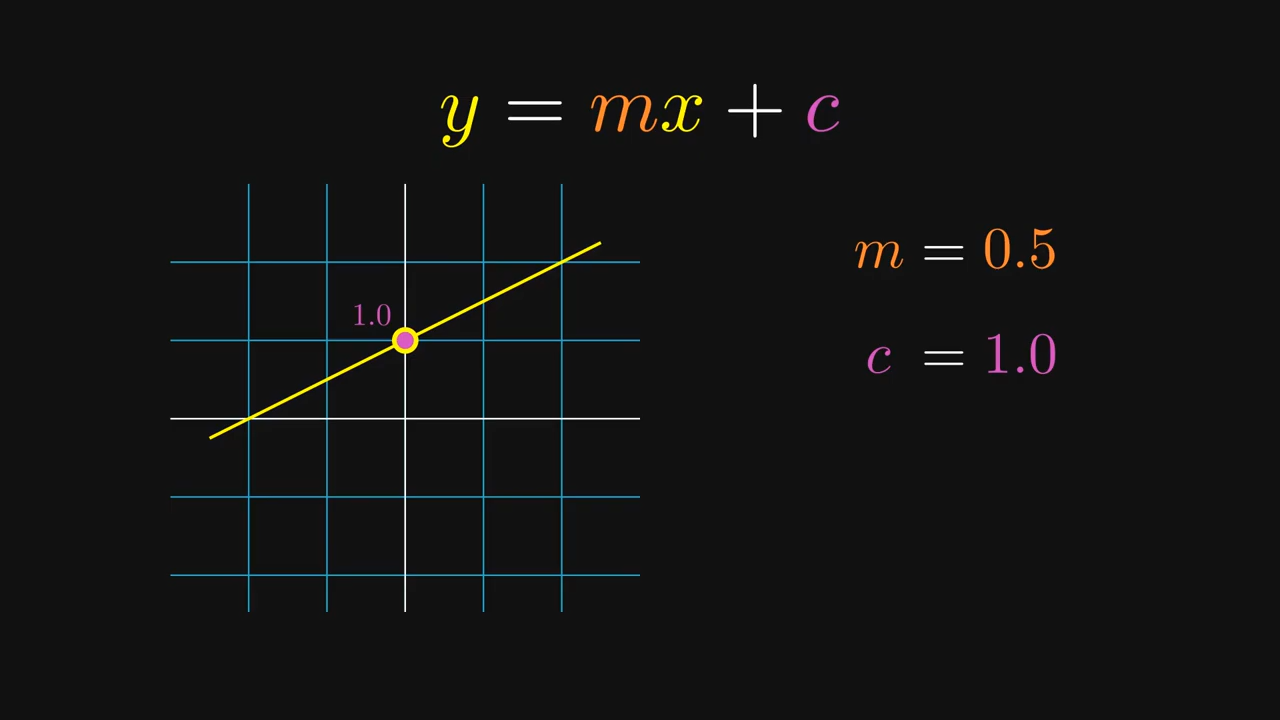 y = mx + c
m = 0.5
1.0
c = 1.0